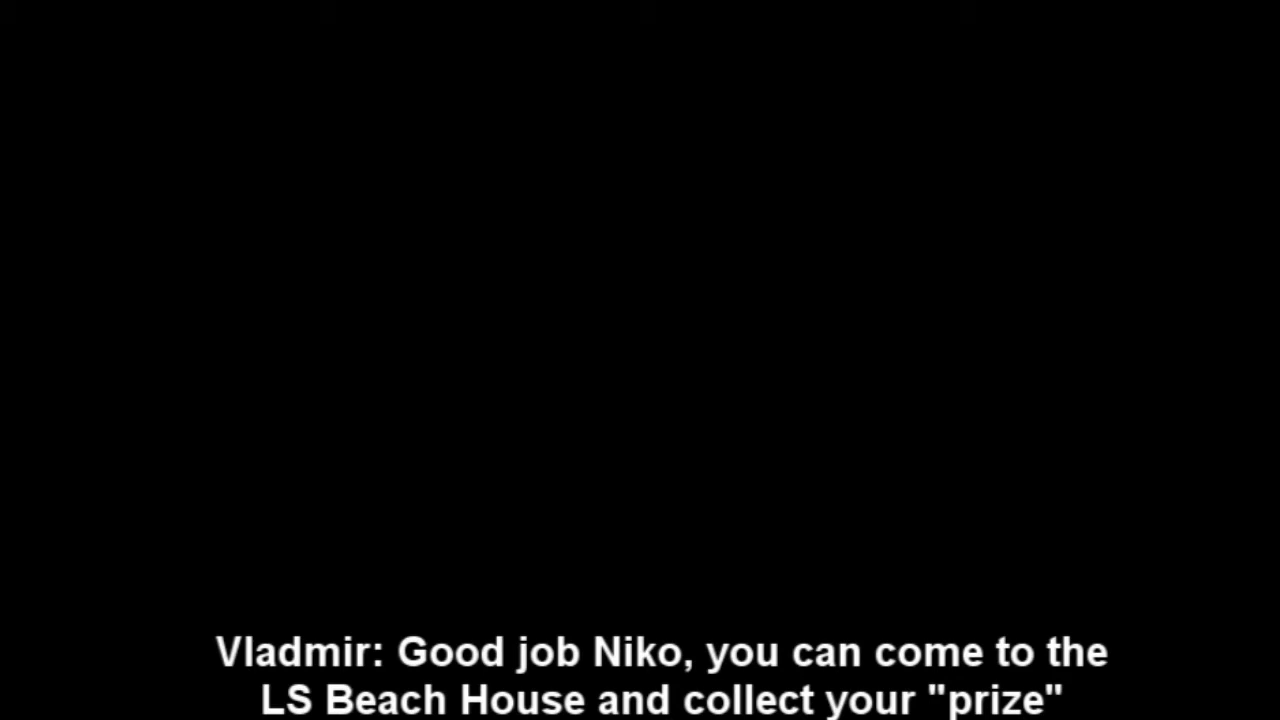 Vladmir: Good job Niko, you can come to the
LS Beach House and collect your "prize"